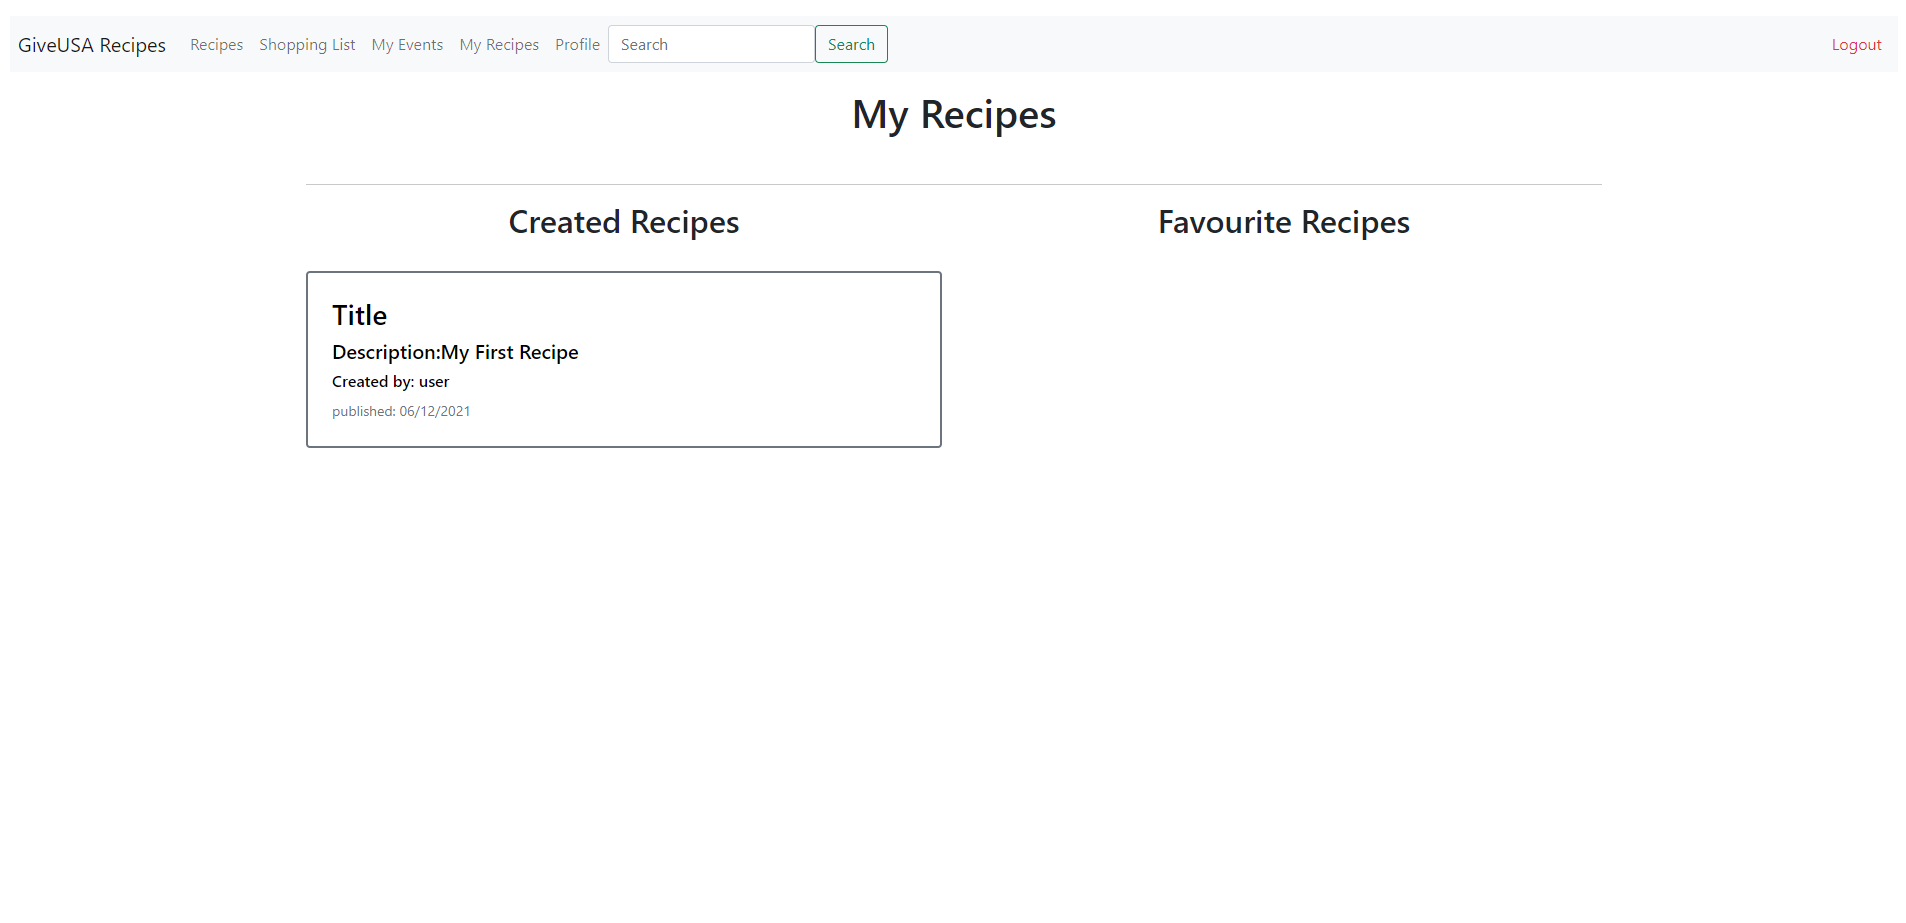 GiveUSA Recipes Recipes Shopping List My Events My Recipes Profile Search Search Logout
My Recipes
Created Recipes
Favourite Recipes
Title
Description:My First Recipe
Created by: user
published: 06/12/2021